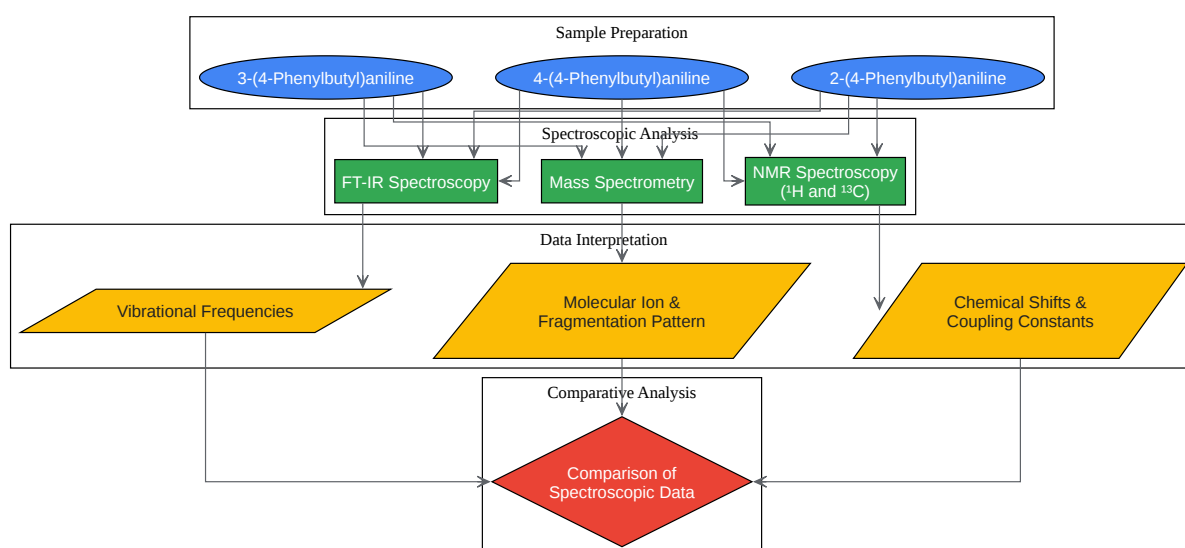 Sample Preparation
3-(4-Phenylbutyl)aniline
4-(4-Phenylbutyl)aniline
2-(4-Phenylbutyl)aniline
Spectroscopic Analysis
FT-IR Spectroscopy
Mass Spectrometry
NMR Spectroscopy
(¹H and ¹³C)
Data Interpretation
Vibrational Frequencies
Molecular Ion &
Fragmentation Pattern
Chemical Shifts &
Coupling Constants
Comparative Analysis
Comparison of
Spectroscopic Data